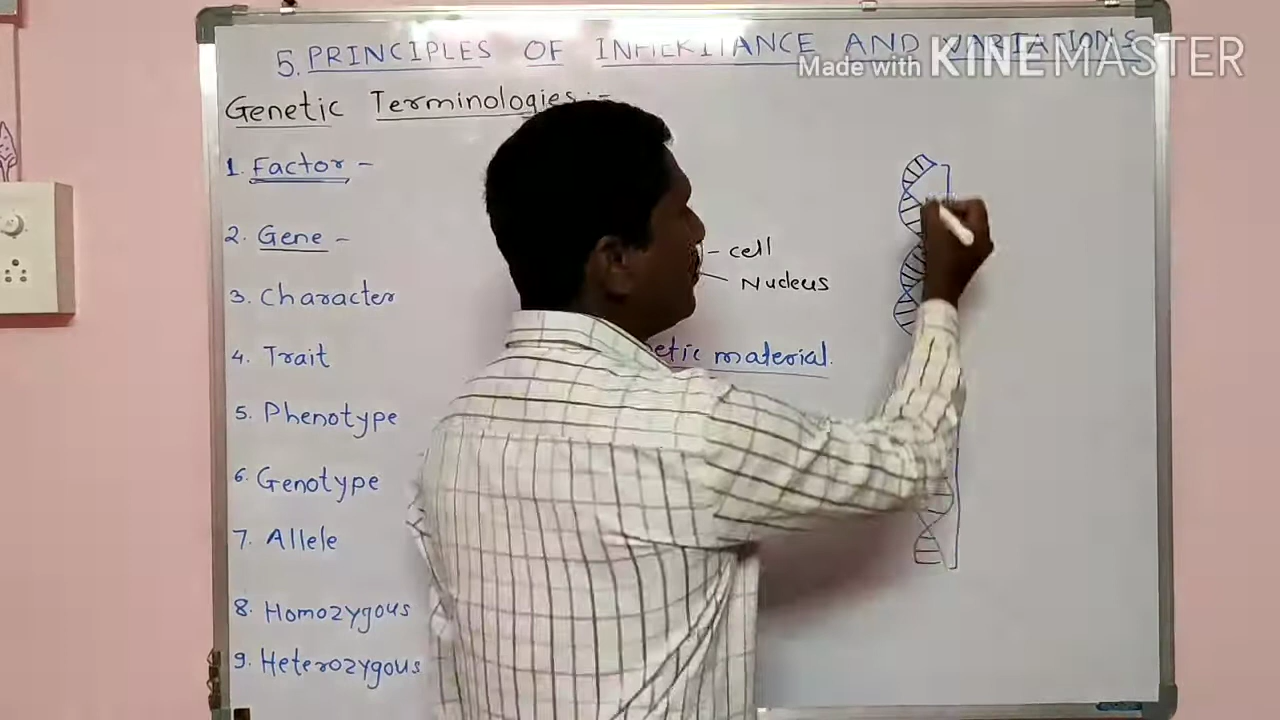 5. PRINCIPLES OF INHERITANCE AND VARIATIONS
Made with KINEMASTER
Genetic Terminologies :-
1. Factor -
2. Gene -
- cell
Nucleus
3. Character
4. Trait
etic material.
5. Phenotype
6. Genotype
7. Allele
8. Homozygous
9. Heterozygous